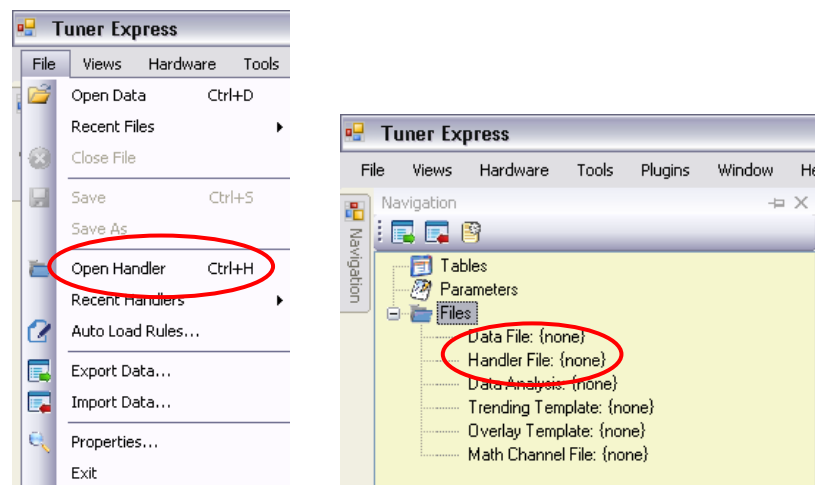 Tuner Express
File Views Hardware Tools
Open Data Ctrl+D
Recent Files
Close File
Save Ctrl+S
Save As
Open Handler Ctrl+H
Recent Handlers
Auto Load Rules...
Export Data...
Import Data...
Properties...
Exit
Tuner Express
File Views Hardware Tools Plugins Window He
Navigation
Navigation
Tables
Parameters
Files
Data File: {none}
Handler File: {none}
Data Analysis: {none}
Trending Template: {none}
Overlay Template: {none}
Math Channel File: {none}